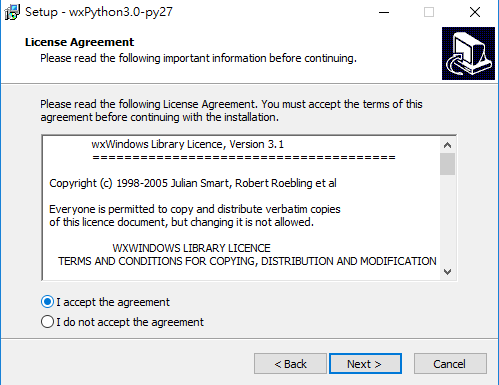 Setup - wxPython3.0-py27
License Agreement
Please read the following important information before continuing.
Please read the following License Agreement. You must accept the terms of this
agreement before continuing with the installation.
wxWindows Library Licence, Version 3.1
======================================
Copyright (c) 1998-2005 Julian Smart, Robert Roebling et al
Everyone is permitted to copy and distribute verbatim copies
of this licence document, but changing it is not allowed.
WXWINDOWS LIBRARY LICENCE
TERMS AND CONDITIONS FOR COPYING, DISTRIBUTION AND MODIFICATION
I accept the agreement
I do not accept the agreement
< Back
Next >
Cancel